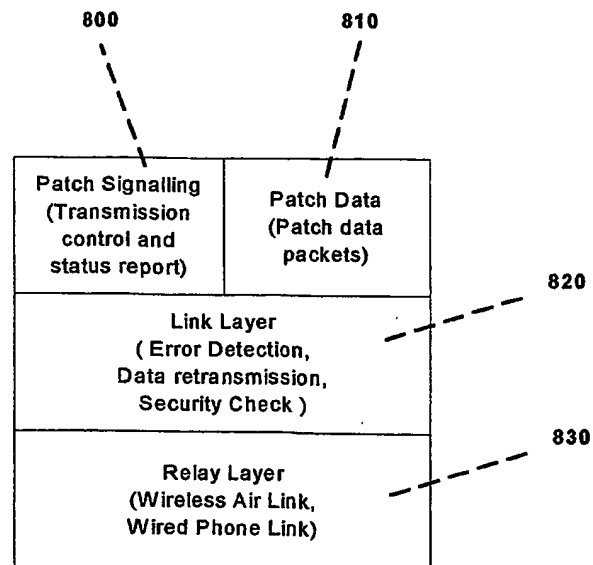 800
810
Patch Signalling
(Transmission
control and
status report)
Patch Data
(Patch data
packets)
820
Link Layer
( Error Detection,
Data retransmission,
Security Check )
830
Relay Layer
(Wireless Air Link,
Wired Phone Link)